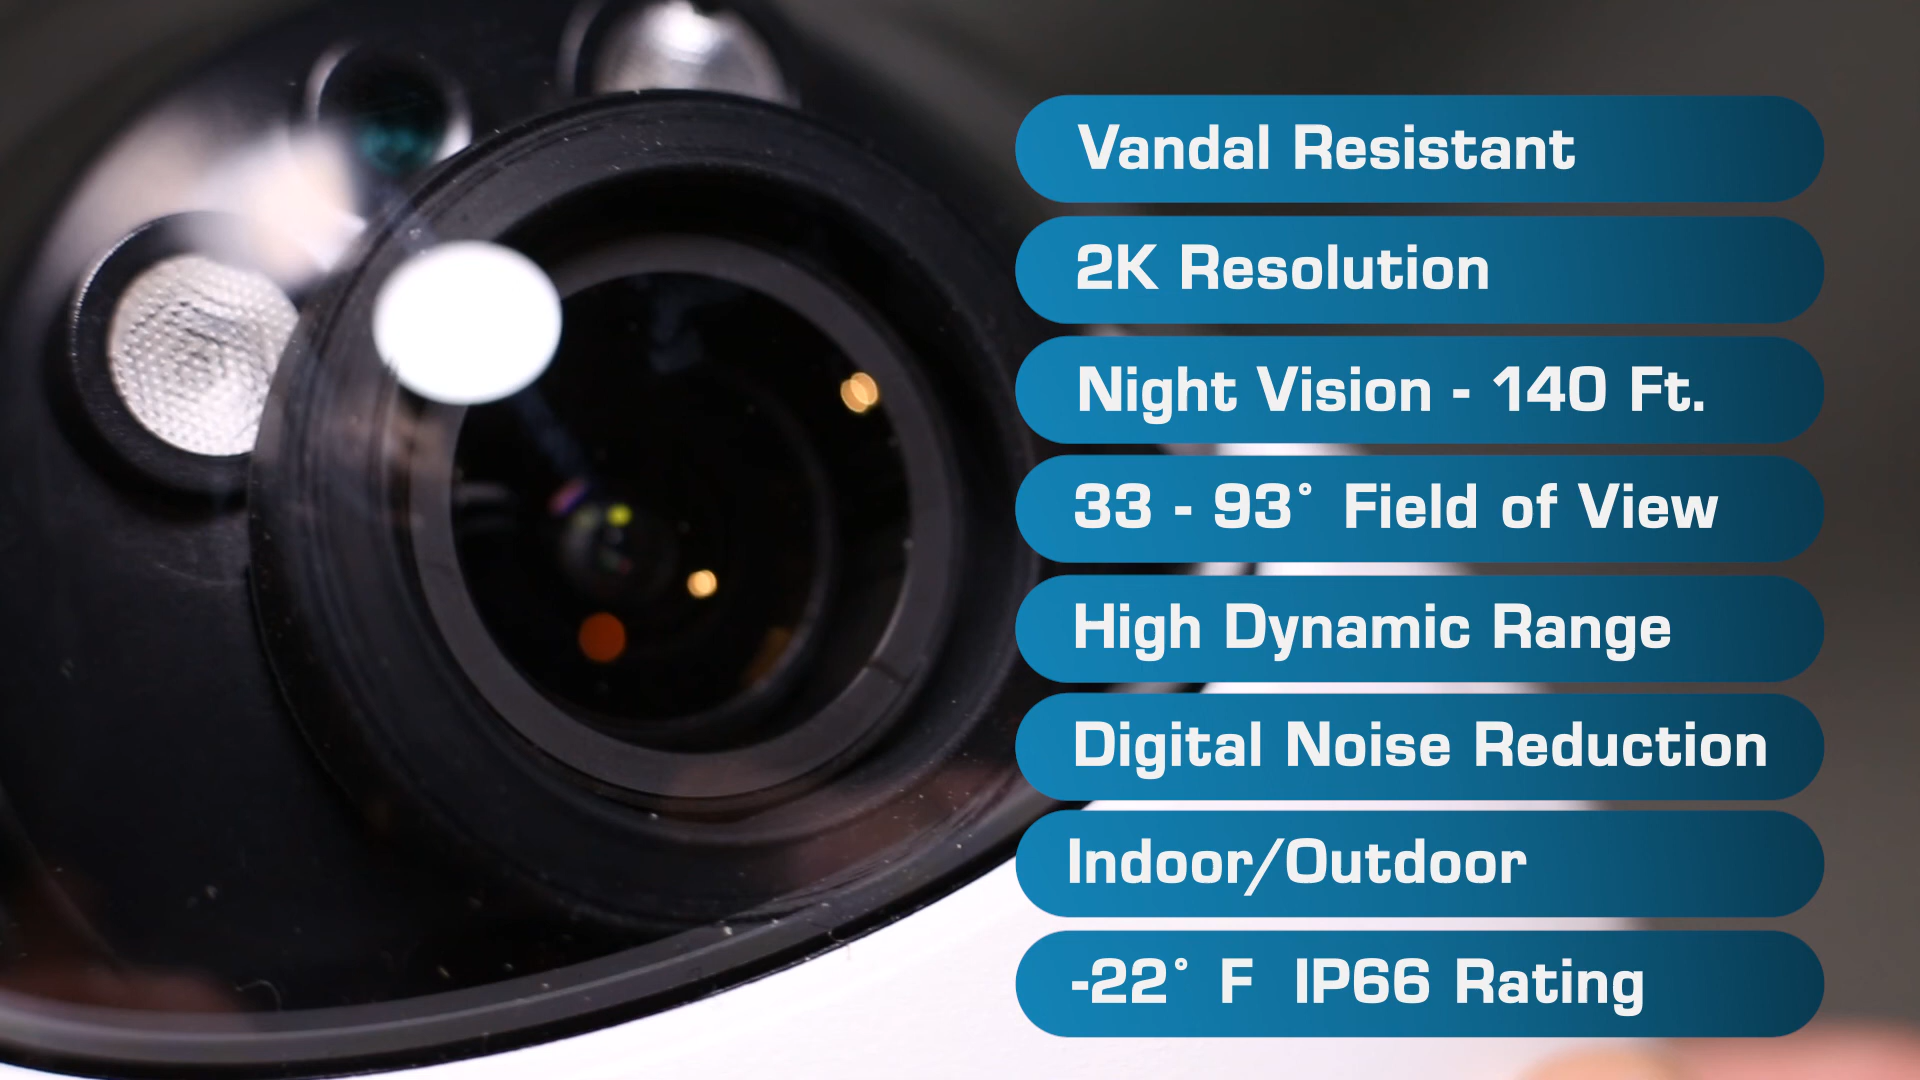 Vandal Resistant
2K Resolution
Night Vision - 140 Ft.
33 - 93° Field of View
High Dynamic Range
Digital Noise Reduction
Indoor/Outdoor
-22° F  IP66 Rating